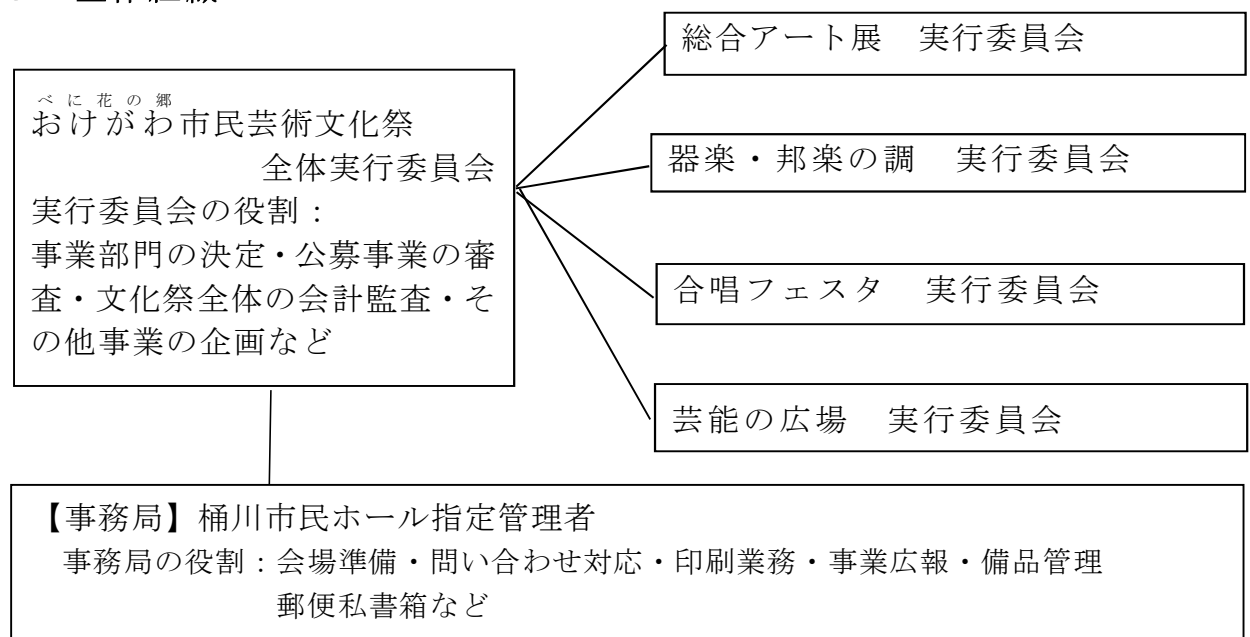 べに花の郷
おけがわ市民芸術文化祭
全体実行委員会
実行委員会の役割：
事業部門の決定・公募事業の審
査・文化祭全体の会計監査・そ
の他事業の企画など
総合アート展　実行委員会
器楽・邦楽の調　実行委員会
合唱フェスタ　実行委員会
芸能の広場　実行委員会
【事務局】桶川市民ホール指定管理者
事務局の役割：会場準備・問い合わせ対応・印刷業務・事業広報・備品管理
郵便私書箱など